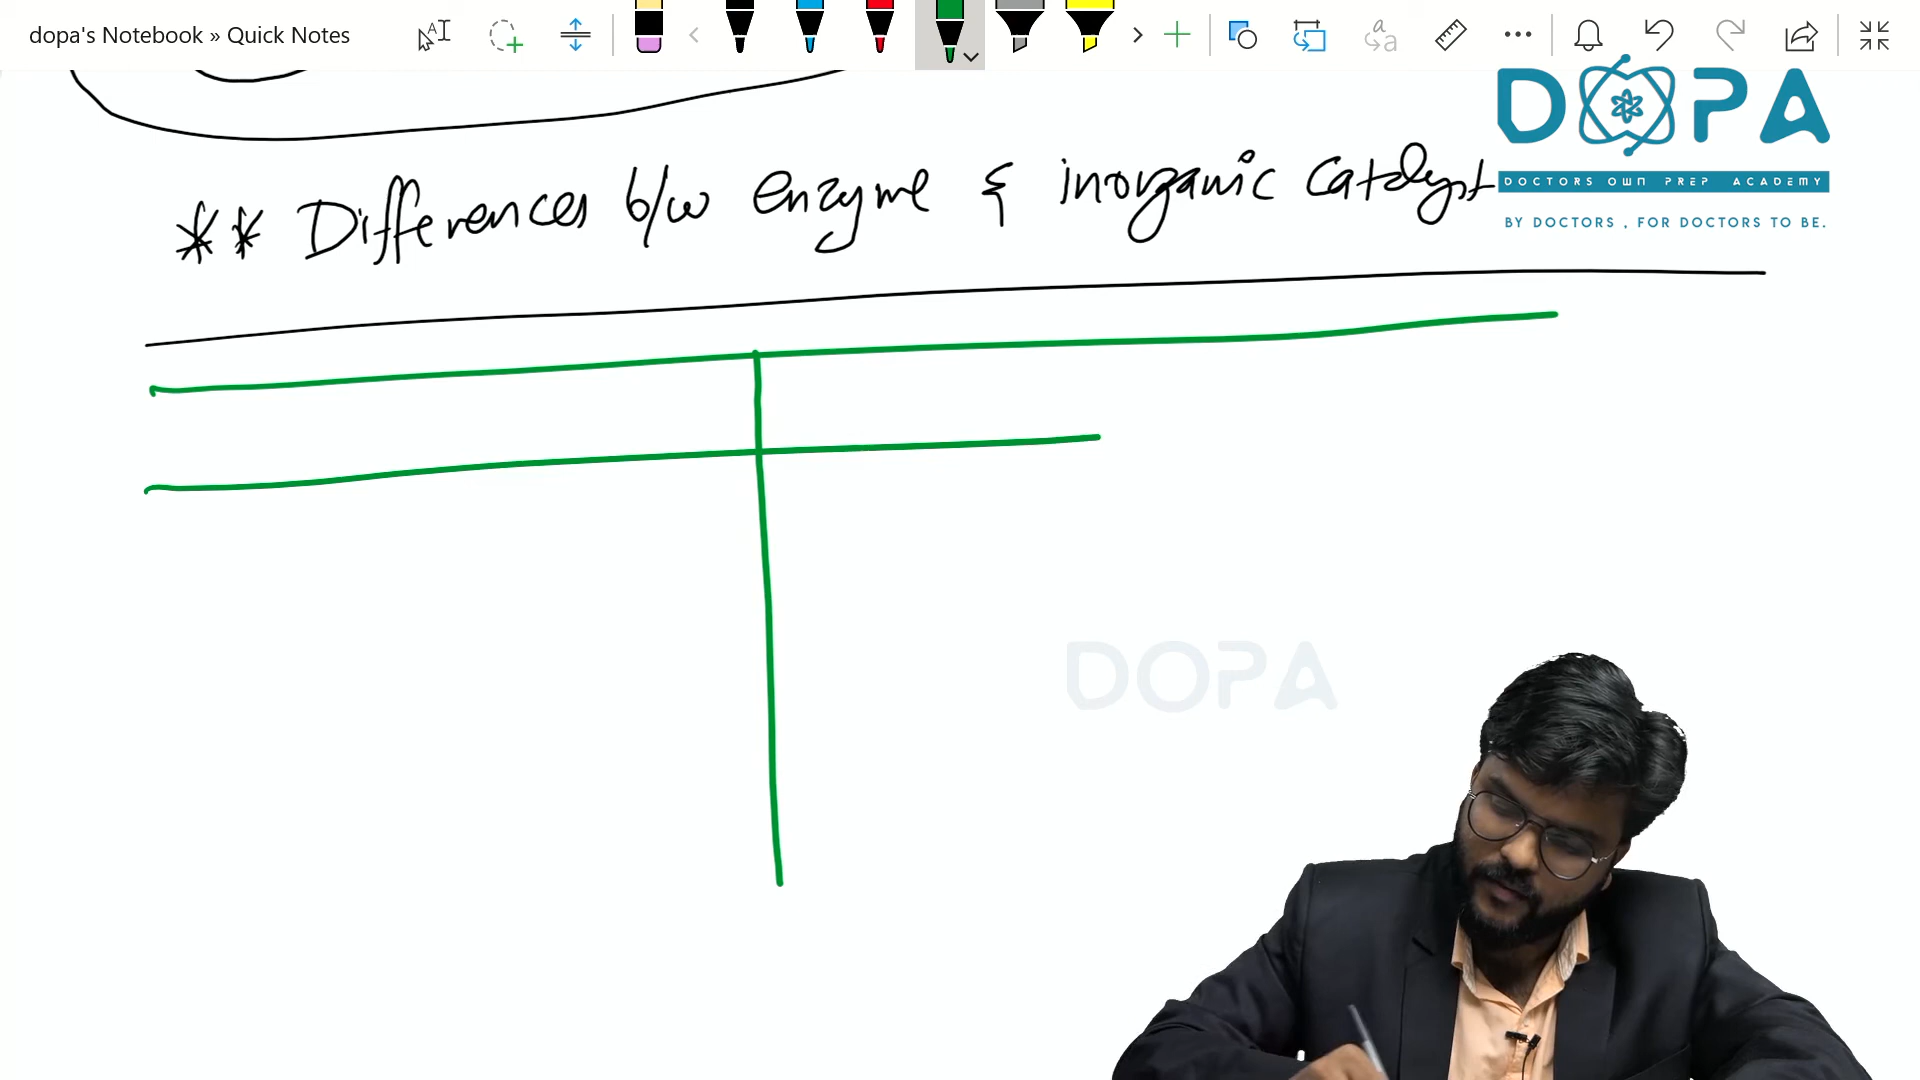 dopa's Notebook » Quick Notes
DOPA
DOCTORS OWN PREP ACADEMY
BY DOCTORS , FOR DOCTORS TO BE.
** Differences b/w enzyme & inorganic catalyst
DOPA